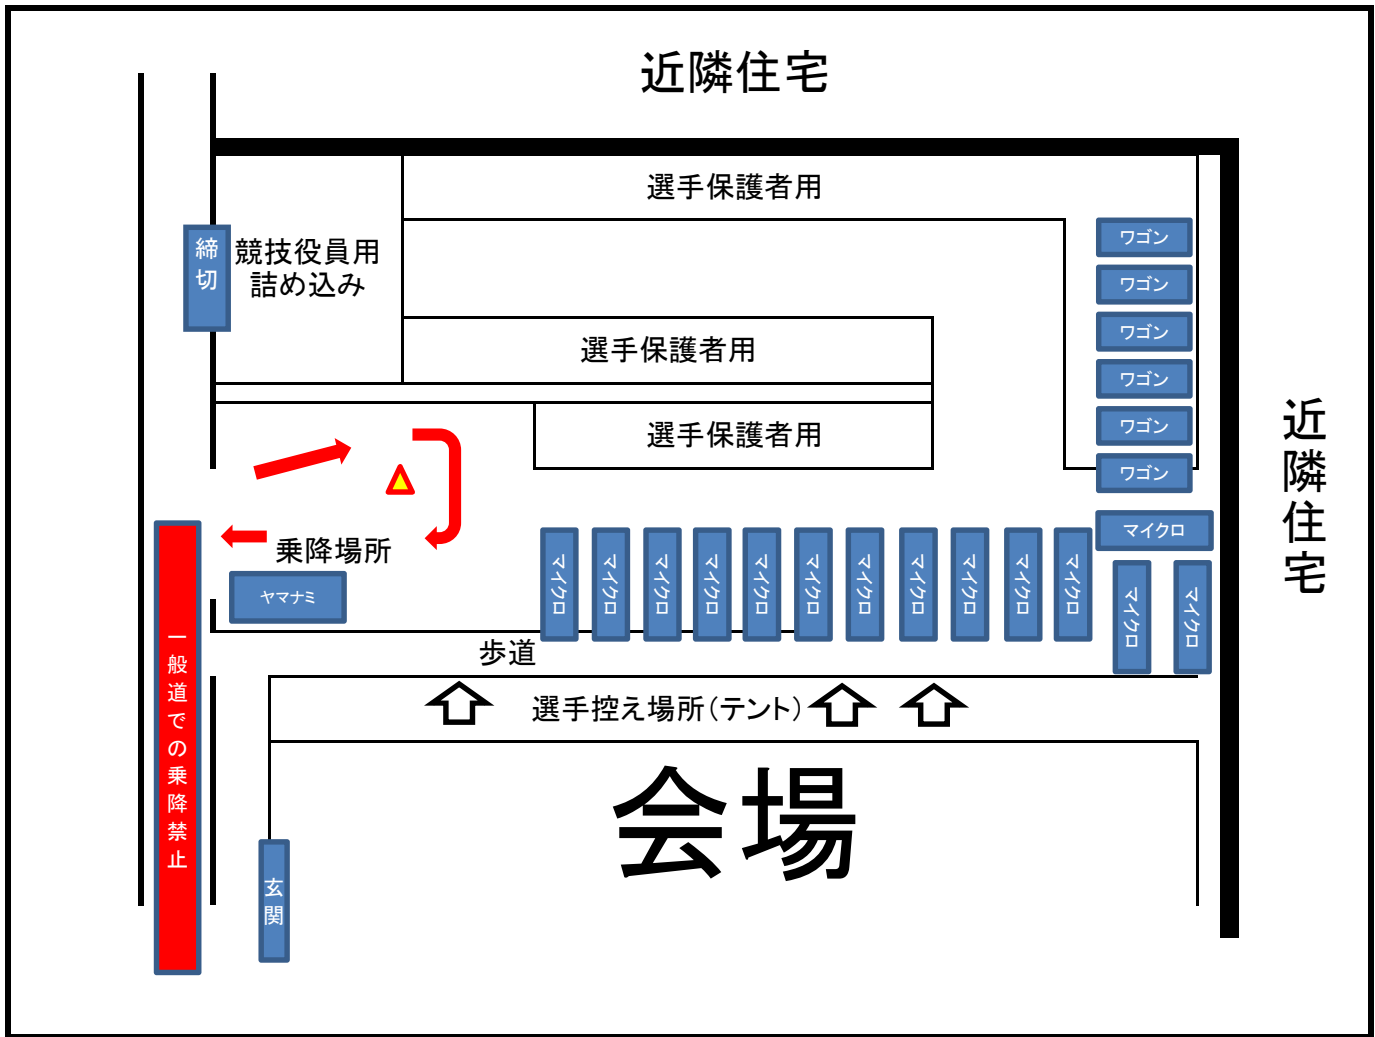 近隣住宅
選手保護者用
締切
競技役員用
詰め込み
ワゴン
ワゴン
ワゴン
ワゴン
ワゴン
ワゴン
選手保護者用
選手保護者用
近隣住宅
乗降場所
ヤマナミ
マイクロ
マイクロ
マイクロ
マイクロ
マイクロ
マイクロ
マイクロ
マイクロ
マイクロ
マイクロ
マイクロ
マイクロ
マイクロ
マイクロ
一般道での乗降禁止
歩道
選手控え場所(テント)
会場
玄関